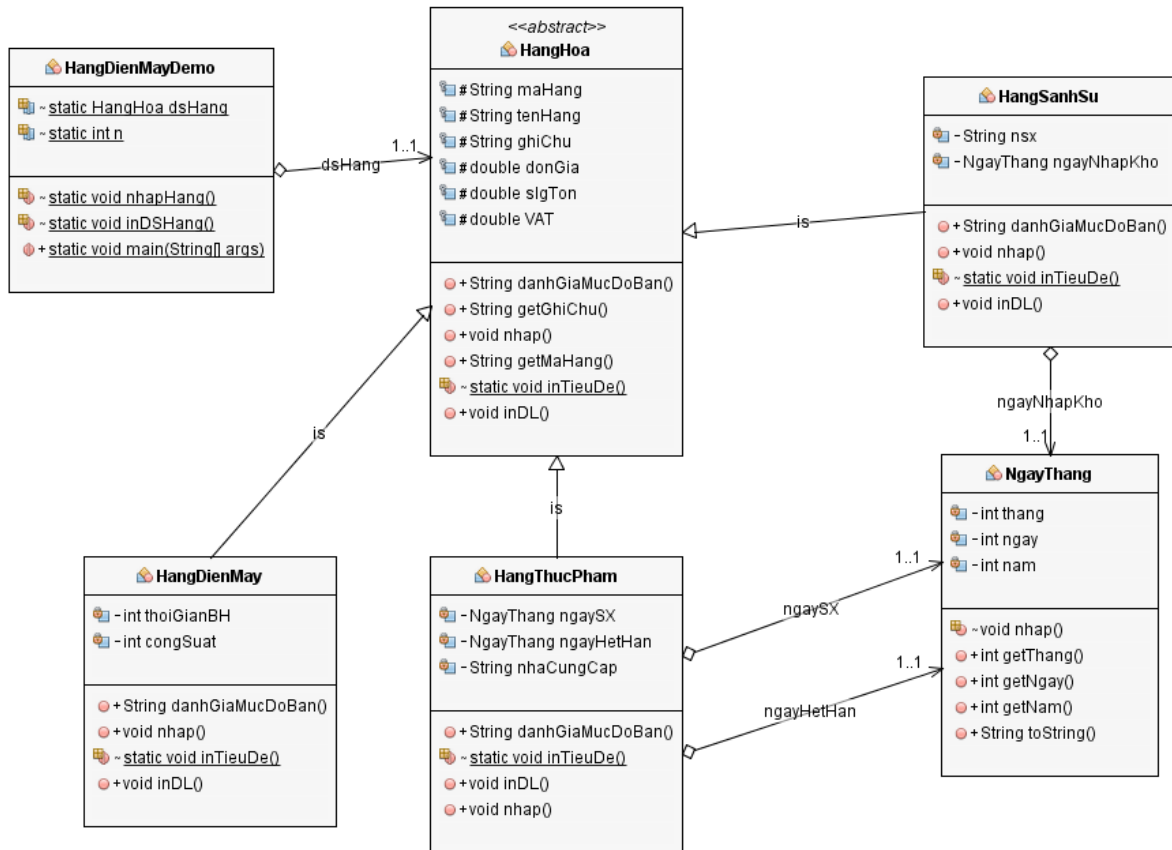 HangDienMayDemo
~ static HangHoa dsHang
~ static int n
~ static void nhapHang()
~ static void inDSHang()
+ static void main(String[] args)
dsHang
1..1
<<abstract>>
HangHoa
# String maHang
# String tenHang
# String ghiChu
# double donGia
# double slgTon
# double VAT
+ String danhGiaMucDoBan()
+ String getGhiChu()
+ void nhap()
+ String getMaHang()
~ static void inTieuDe()
+ void inDL()
is
HangSanhSu
- String nsx
- NgayThang ngayNhapKho
+ String danhGiaMucDoBan()
+ void nhap()
~ static void inTieuDe()
+ void inDL()
ngayNhapKho
1..1
is
is
HangDienMay
- int thoiGianBH
- int congSuat
+ String danhGiaMucDoBan()
+ void nhap()
~ static void inTieuDe()
+ void inDL()
HangThucPham
- NgayThang ngaySX
- NgayThang ngayHetHan
- String nhaCungCap
+ String danhGiaMucDoBan()
~ static void inTieuDe()
+ void inDL()
+ void nhap()
1..1
ngaySX
1..1
ngayHetHan
NgayThang
- int thang
- int ngay
- int nam
~ void nhap()
+ int getThang()
+ int getNgay()
+ int getNam()
+ String toString()